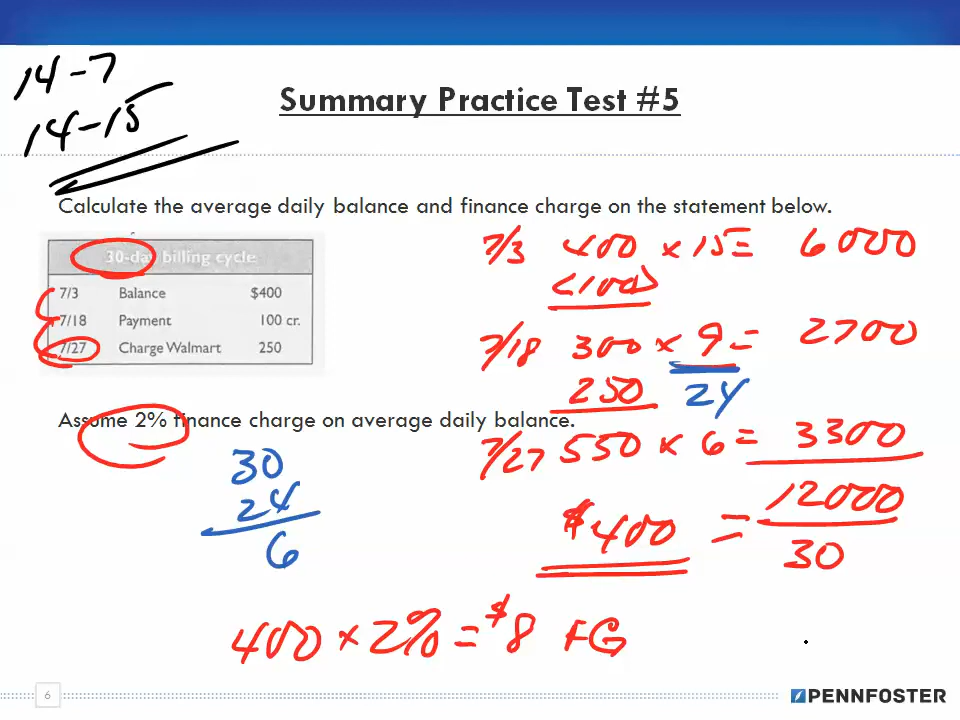 14-7
14-15
Summary Practice Test #5
Calculate the average daily balance and finance charge on the statement below.
30-day billing cycle
7/3 Balance $400
7/18 Payment 100 cr.
7/27 Charge Walmart 250
7/3 400 x 15 = 6000
<100>
7/18 300 x 9 = 2700
250 24
Assume 2% finance charge on average daily balance.
7/27 550 x 6 = 3300
30
24
6
$400 = 12000
30
400 x 2% = $8 FG
6
PENNFOSTER